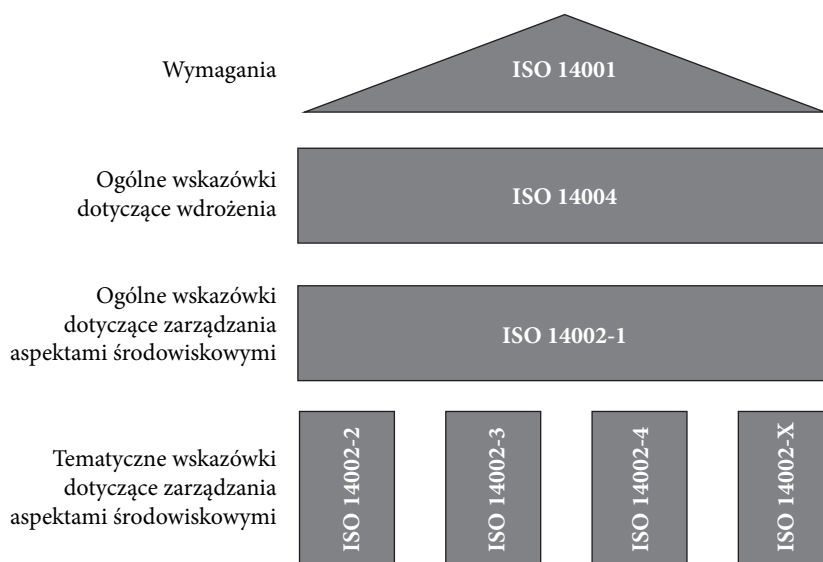 Wymagania
ISO 14001
Ogólne wskazówki
dotyczące wdrożenia
ISO 14004
Ogólne wskazówki
dotyczące zarządzania
aspektami środowiskowymi
ISO 14002-1
Tematyczne wskazówki
dotyczące zarządzania
aspektami środowiskowymi
ISO 14002-2
ISO 14002-3
ISO 14002-4
ISO 14002-X